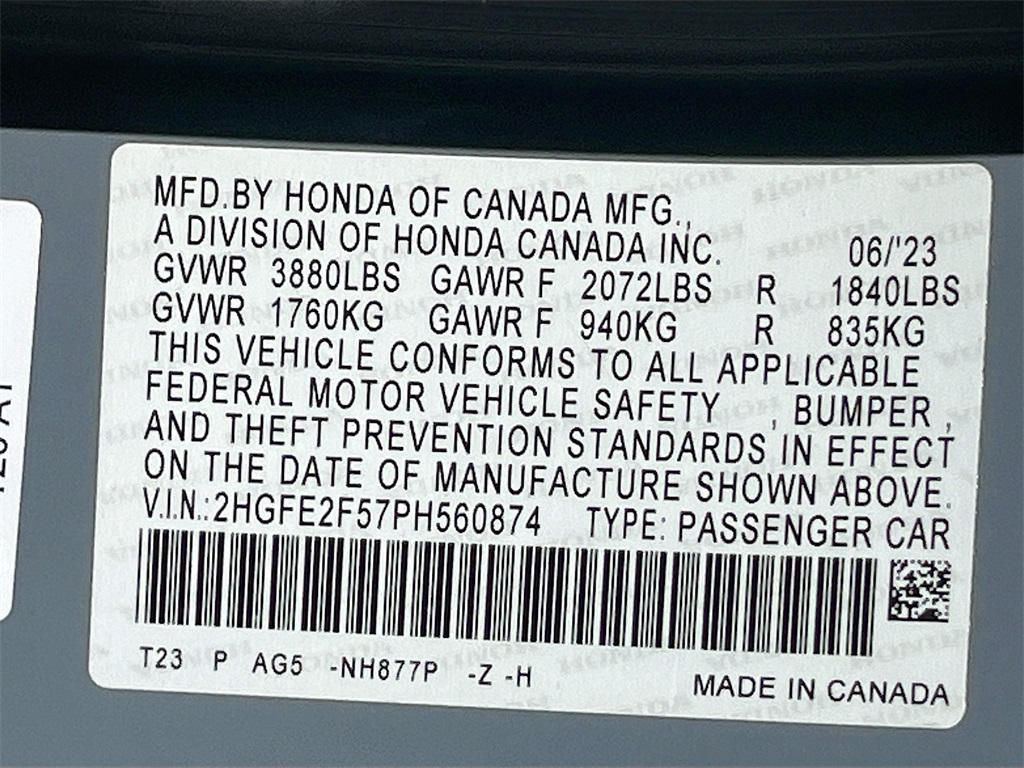 MFD.BY HONDA OF CANADA MFG.,
A DIVISION OF HONDA CANADA INC. 06/'23
GVWR 3880LBS GAWR F 2072LBS R 1840LBS
GVWR 1760KG GAWR F 940KG R 835KG
THIS VEHICLE CONFORMS TO ALL APPLICABLE
FEDERAL MOTOR VEHICLE SAFETY , BUMPER ,
AND THEFT PREVENTION STANDARDS IN EFFECT
ON THE DATE OF MANUFACTURE SHOWN ABOVE.
V.I.N.:2HGFE2F57PH560874 TYPE: PASSENGER CAR
T23 P AG5 -NH877P -Z -H
MADE IN CANADA